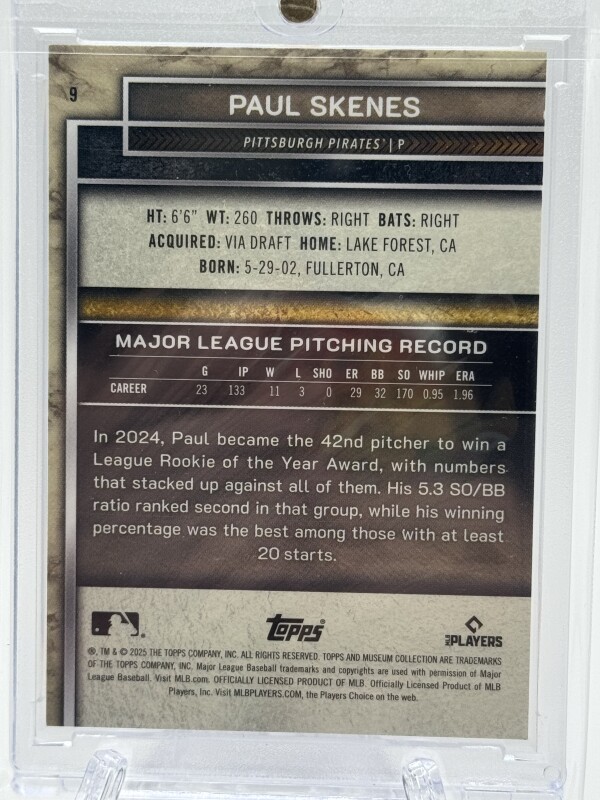 9
PAUL SKENES
PITTSBURGH PIRATES® | P
HT: 6'6" WT: 260 THROWS: RIGHT BATS: RIGHT
ACQUIRED: VIA DRAFT HOME: LAKE FOREST, CA
BORN: 5-29-02, FULLERTON, CA
MAJOR LEAGUE PITCHING RECORD
G IP W L SHO ER BB SO WHIP ERA
CAREER 23 133 11 3 0 29 32 170 0.95 1.96
In 2024, Paul became the 42nd pitcher to win a
League Rookie of the Year Award, with numbers
that stacked up against all of them. His 5.3 SO/BB
ratio ranked second in that group, while his winning
percentage was the best among those with at least
20 starts.
topps®
MLB PLAYERS
®, TM & © 2025 THE TOPPS COMPANY, INC. ALL RIGHTS RESERVED. TOPPS AND MUSEUM COLLECTION ARE TRADEMARKS
OF THE TOPPS COMPANY, INC. Major League Baseball trademarks and copyrights are used with permission of Major
League Baseball. Visit MLB.com. OFFICIALLY LICENSED PRODUCT OF MLB. Officially Licensed Product of MLB
Players, Inc. Visit MLBPLAYERS.COM, the Players Choice on the web.